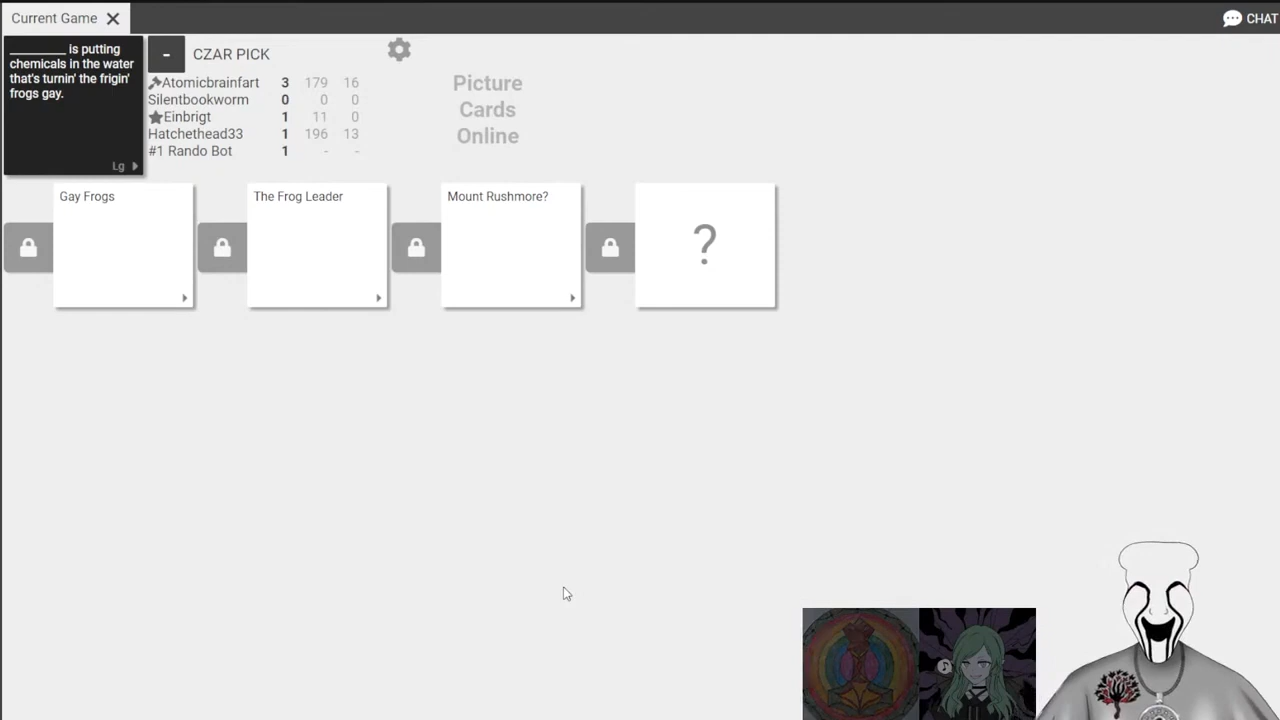 Current Game
CHAT
________ is putting
chemicals in the water
that's turnin' the frigin'
frogs gay.
Lg
-
CZAR PICK
Atomicbrainfart 3 179 16
Silentbookworm 0 0 0
Einbrigt 1 11 0
Hatchethead33 1 196 13
#1 Rando Bot 1 - -
Picture
Cards
Online
Gay Frogs
The Frog Leader
Mount Rushmore?
?